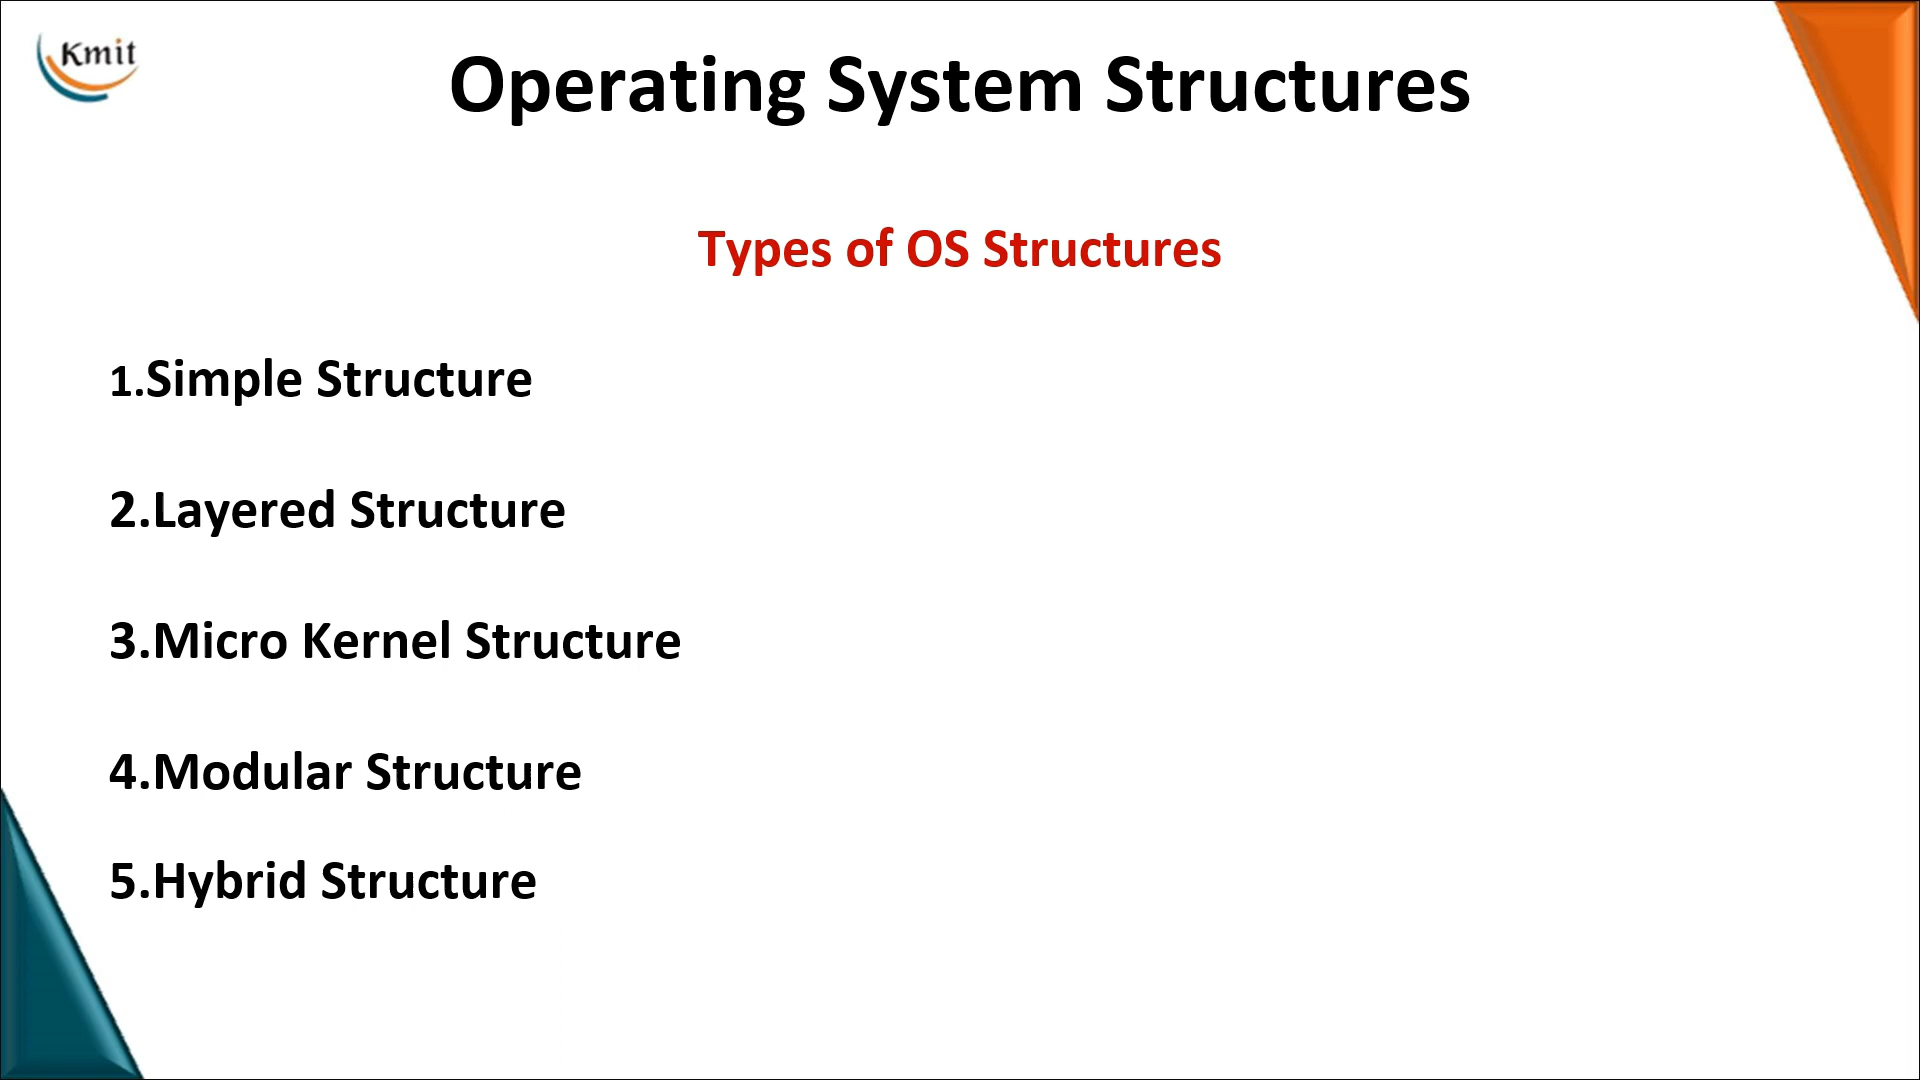 Kmit
Operating System Structures
Types of OS Structures
1.Simple Structure
2.Layered Structure
3.Micro Kernel Structure
4.Modular Structure
5.Hybrid Structure